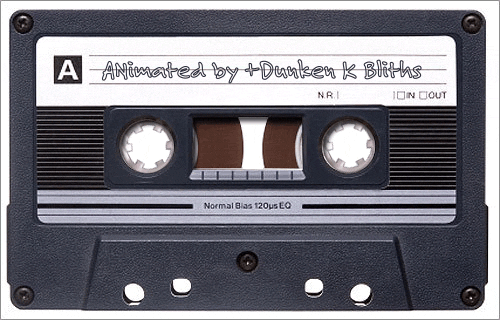 A ANimated by +Dunken K Bliths
N.R. IN OUT
Normal Bias 120µs EQ